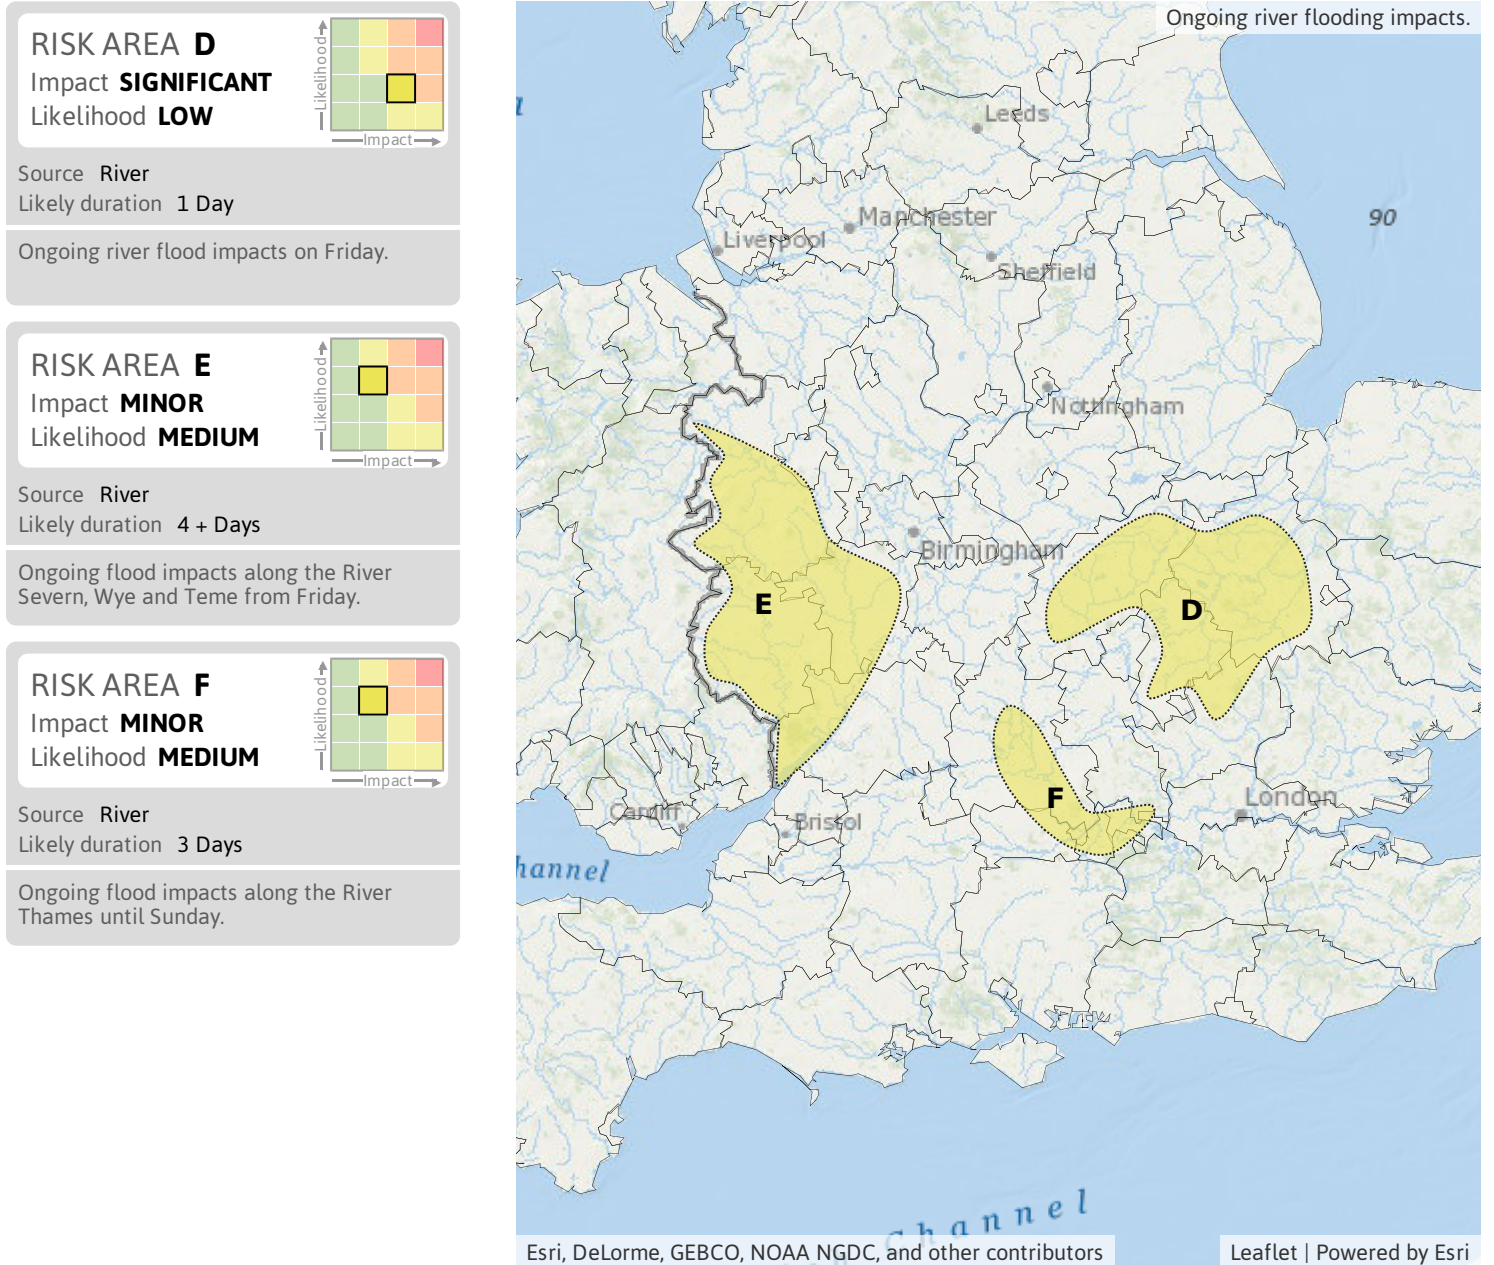 RISK AREA D
Impact SIGNIFICANT
Likelihood LOW
Likelihood
Impact
Source River
Likely duration 1 Day
Ongoing river flood impacts on Friday.
RISK AREA E
Impact MINOR
Likelihood MEDIUM
Likelihood
Impact
Source River
Likely duration 4 + Days
Ongoing flood impacts along the River
Severn, Wye and Teme from Friday.
RISK AREA F
Impact MINOR
Likelihood MEDIUM
Likelihood
Impact
Source River
Likely duration 3 Days
Ongoing flood impacts along the River
Thames until Sunday.
Ongoing river flooding impacts.
Leeds
90
Manchester
Liverpool
Sheffield
Nottingham
Birmingham
E
D
F
London
Cardiff
Bristol
hannel
Channel
Esri, DeLorme, GEBCO, NOAA NGDC, and other contributors
Leaflet | Powered by Esri